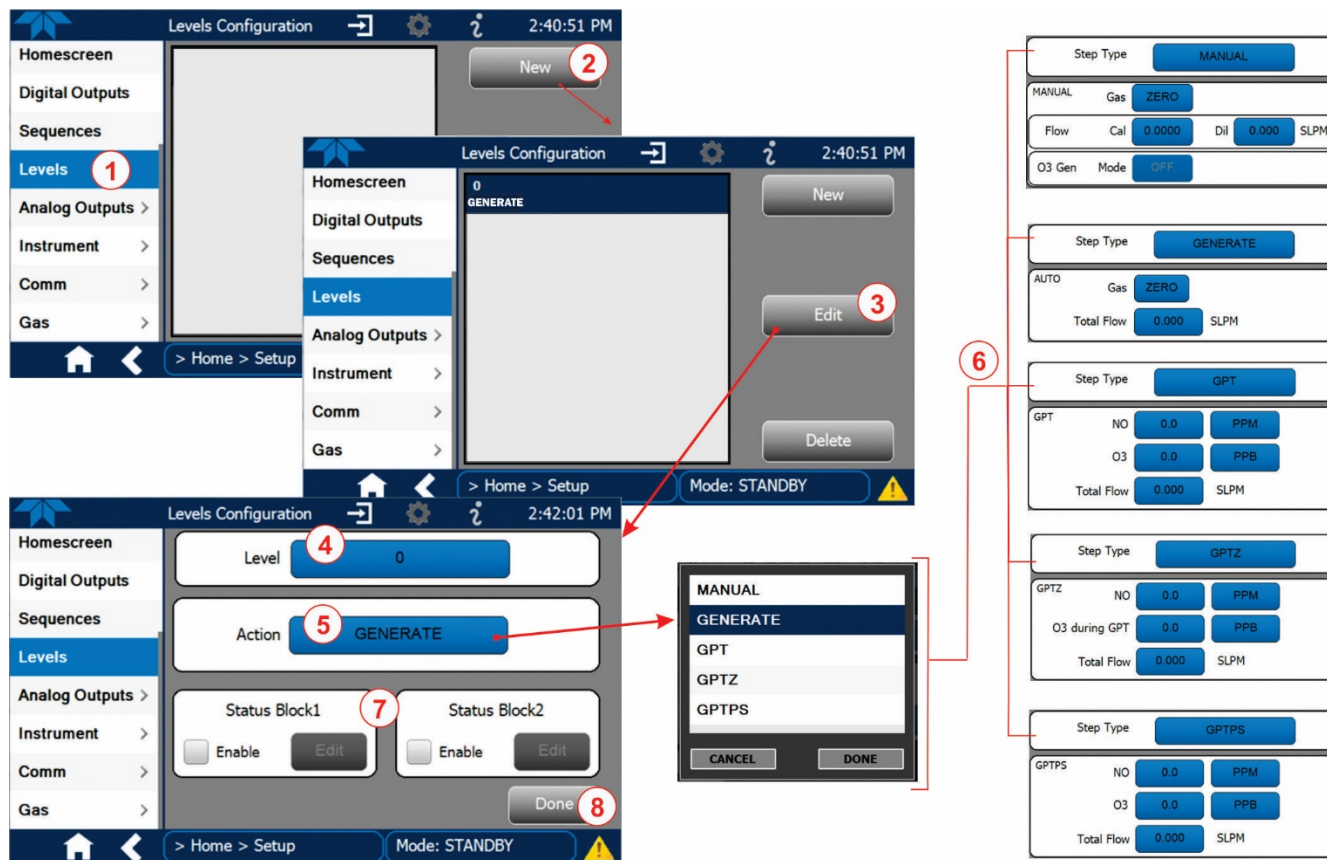 Levels Configuration 2:40:51 PM
Homescreen
Digital Outputs
Sequences
Levels 1
Analog Outputs >
Instrument >
Comm >
Gas >
New 2
> Home > Setup
Levels Configuration 2:40:51 PM
Homescreen
Digital Outputs
Sequences
Levels
Analog Outputs >
Instrument >
Comm >
Gas >
0
GENERATE
New
Edit 3
Delete
> Home > Setup Mode: STANDBY
Levels Configuration 2:42:01 PM
Homescreen
Digital Outputs
Sequences
Levels
Analog Outputs >
Instrument >
Comm >
Gas >
4
Level 0
5
Action GENERATE
Status Block1 7 Status Block2
Enable Edit Enable Edit
Done 8
> Home > Setup Mode: STANDBY
MANUAL
GENERATE
GPT
GPTZ
GPTPS
CANCEL DONE
6
Step Type MANUAL
MANUAL
Gas ZERO
Flow Cal 0.0000 Dil 0.000 SLPM
O3 Gen Mode OFF
Step Type GENERATE
AUTO
Gas ZERO
Total Flow 0.000 SLPM
Step Type GPT
GPT
NO 0.0 PPM
O3 0.0 PPB
Total Flow 0.000 SLPM
Step Type GPTZ
GPTZ
NO 0.0 PPM
O3 during GPT 0.0 PPB
Total Flow 0.000 SLPM
Step Type GPTPS
GPTPS
NO 0.0 PPM
O3 0.0 PPB
Total Flow 0.000 SLPM